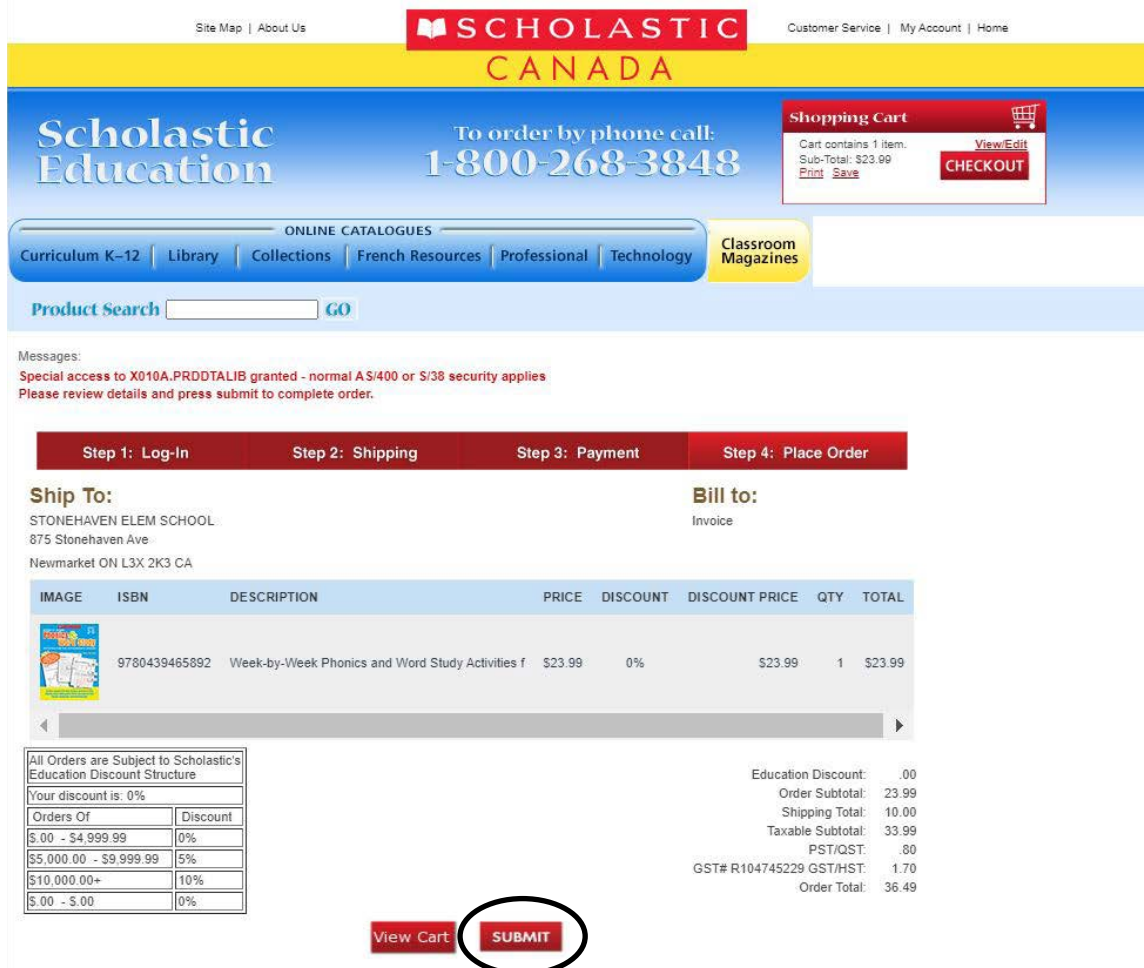 Site Map | About Us
SCHOLASTIC
CANADA
Customer Service | My Account | Home
Scholastic
Education
To order by phone call:
1-800-268-3848
Shopping Cart
Cart contains 1 item.
View/Edit
Sub-Total: $23.99
Print Save
CHECKOUT
ONLINE CATALOGUES
Curriculum K–12 | Library | Collections | French Resources | Professional | Technology
Classroom
Magazines
Product Search GO
Messages:
Special access to X010A.PRDDTALIB granted - normal AS/400 or S/38 security applies
Please review details and press submit to complete order.
Step 1: Log-In Step 2: Shipping Step 3: Payment Step 4: Place Order
Ship To:
STONEHAVEN ELEM SCHOOL
875 Stonehaven Ave
Newmarket ON L3X 2K3 CA
Bill to:
Invoice
IMAGE ISBN DESCRIPTION PRICE DISCOUNT DISCOUNT PRICE QTY TOTAL
Phonics &
Word Study
9780439465892 Week-by-Week Phonics and Word Study Activities f $23.99 0% $23.99 1 $23.99
All Orders are Subject to Scholastic's
Education Discount Structure
Your discount is: 0%
Orders Of Discount
$.00 - $4,999.99 0%
$5,000.00 - $9,999.99 5%
$10,000.00+ 10%
$.00 - $.00 0%
Education Discount: .00
Order Subtotal: 23.99
Shipping Total: 10.00
Taxable Subtotal: 33.99
PST/QST: .80
GST# R104745229 GST/HST: 1.70
Order Total: 36.49
View Cart
SUBMIT